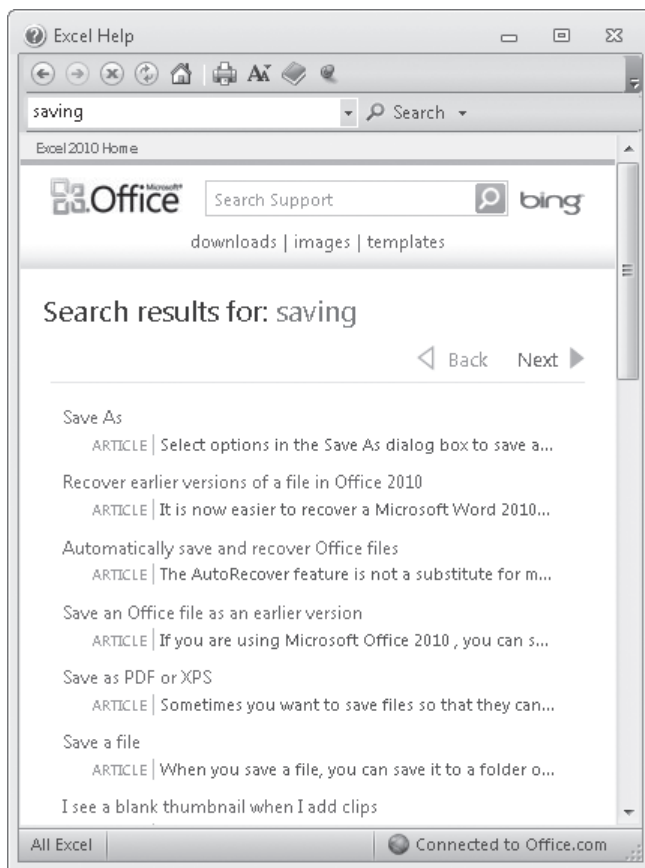 Excel Help
saving
Search
Excel 2010 Home
Microsoft®
Office
Search Support
bing
downloads | images | templates
Search results for: saving
Back Next
Save As
ARTICLE | Select options in the Save As dialog box to save a...
Recover earlier versions of a file in Office 2010
ARTICLE | It is now easier to recover a Microsoft Word 2010...
Automatically save and recover Office files
ARTICLE | The AutoRecover feature is not a substitute for m...
Save an Office file as an earlier version
ARTICLE | If you are using Microsoft Office 2010 , you can s...
Save as PDF or XPS
ARTICLE | Sometimes you want to save files so that they can...
Save a file
ARTICLE | When you save a file, you can save it to a folder o...
I see a blank thumbnail when I add clips
All Excel
Connected to Office.com